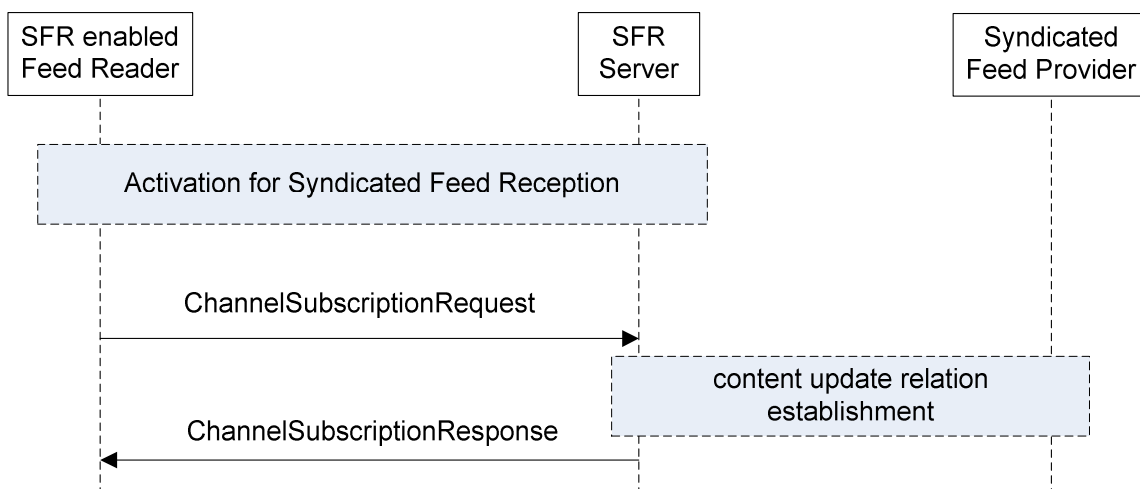 SFR enabled
Feed Reader
SFR
Server
Syndicated
Feed Provider
Activation for Syndicated Feed Reception
ChannelSubscriptionRequest
content update relation
establishment
ChannelSubscriptionResponse